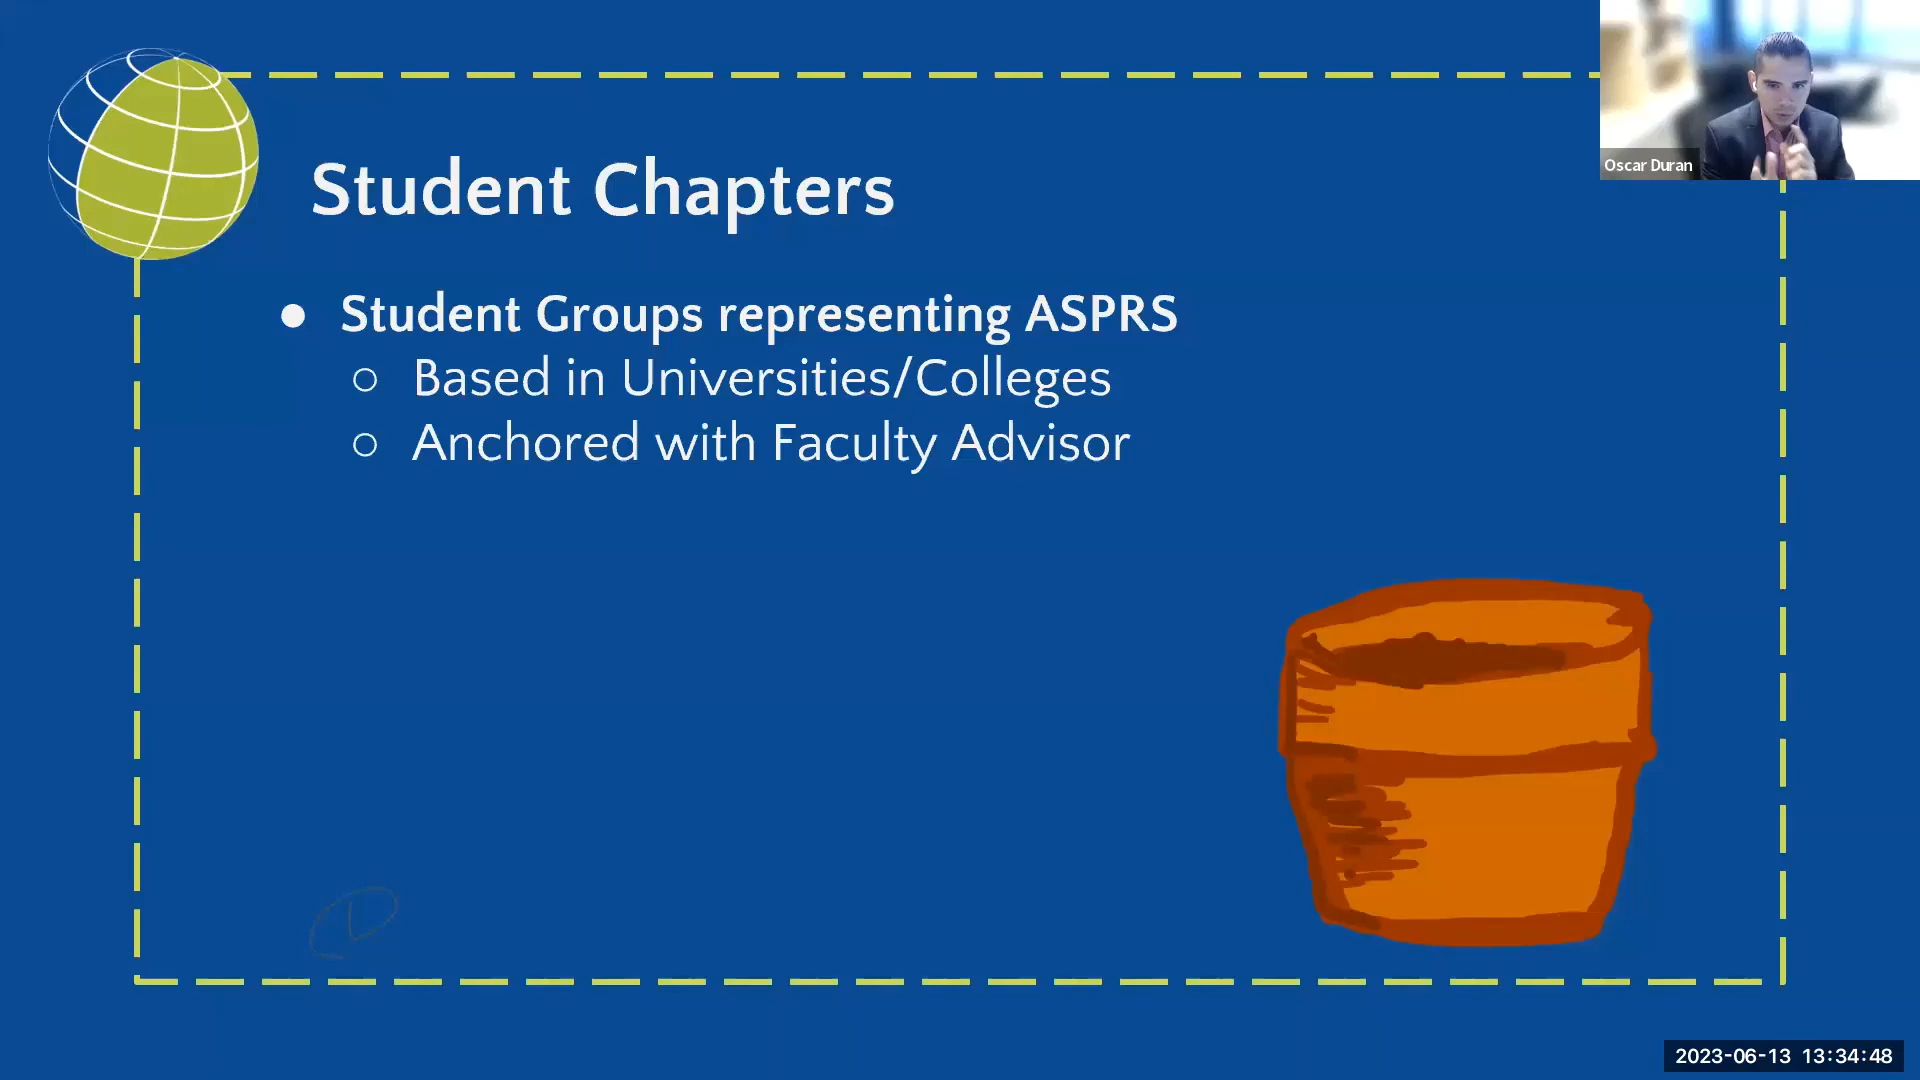 Oscar Duran
Student Chapters
● Student Groups representing ASPRS
○ Based in Universities/Colleges
○ Anchored with Faculty Advisor
2023-06-13 13:34:48